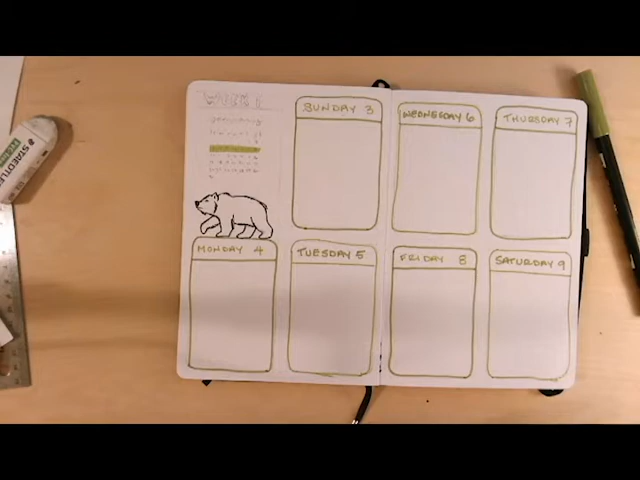 WEEK 1
SUNDAY 3
WEDNESDAY 6
THURSDAY 7
MONDAY 4
TUESDAY 5
FRIDAY 8
SATURDAY 9
STAEDTLER